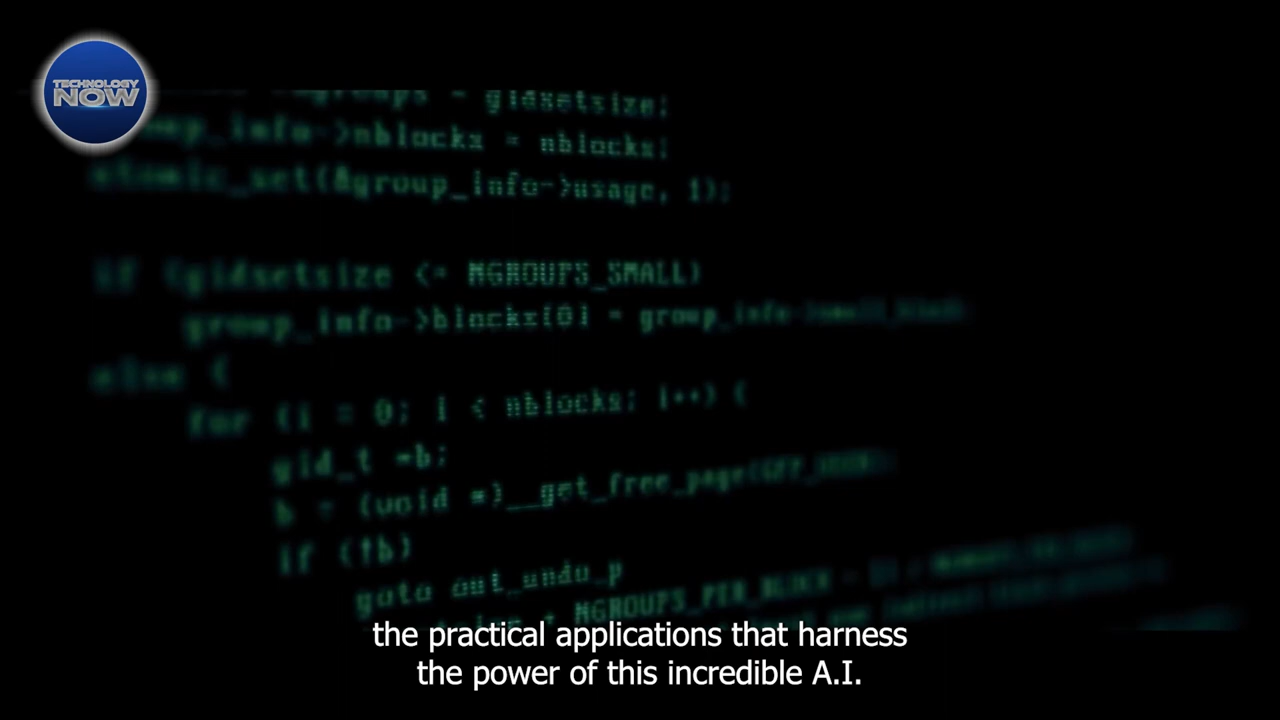 TECHNOLOGY
NOW
groups = gidsetsize;
group_info->nblocks = nblocks;
atomic_set(&group_info->usage, 1);
if (gidsetsize <= NGROUPS_SMALL)
group_info->blocks[0] = group_info->small_block;
else {
for (i = 0; i < nblocks; i++) {
gid_t *b;
b = (void *)__get_free_page(GFP_USER);
if (!b)
goto out_undo_p
NGROUPS_PER_BLOCK
the practical applications that harness
the power of this incredible A.I.